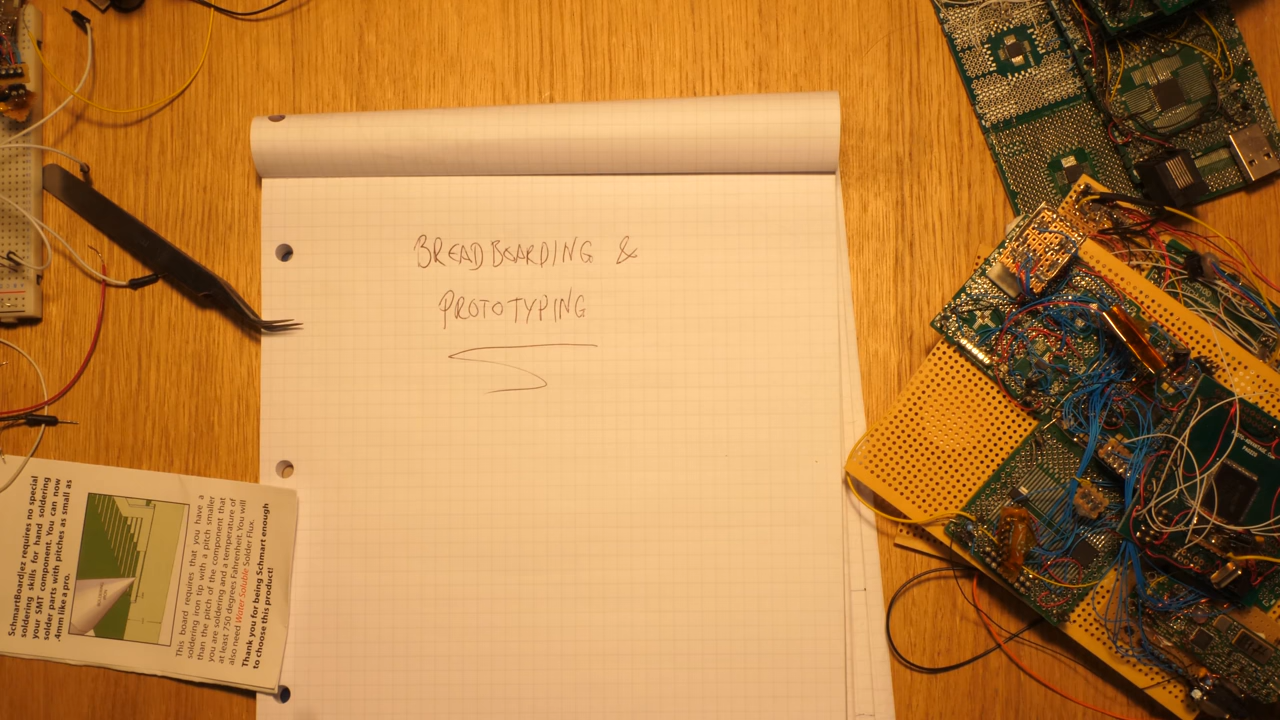 BREADBOARDING &
PROTOTYPING
SchmartBoard|ez requires no special
soldering skills for hand soldering
your SMT component. You can now
solder parts with pitches as small as
.4mm like a pro.
This board requires that you have a
soldering iron tip with a pitch smaller
than the pitch of the component that
you are soldering and a temperature of
at least 750 degrees Fahrenheit. You will
also need Water Soluble Solder Flux.
Thank you for being Schmart enough
to choose this product!